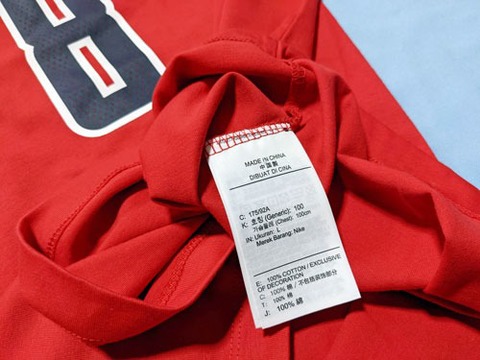 8
MADE IN CHINA
中國製
DIBUAT DI CINA
C: 175/92A
K: 호칭 (Generic): 100
가슴둘레 (Chest): 100cm
IN: Ukuran: L
Merek Barang: Nike
E: 100% COTTON / EXCLUSIVE
OF DECORATION
C: 100% 棉 / 不包括装饰部分
T: 100% 棉
J: 100% 綿